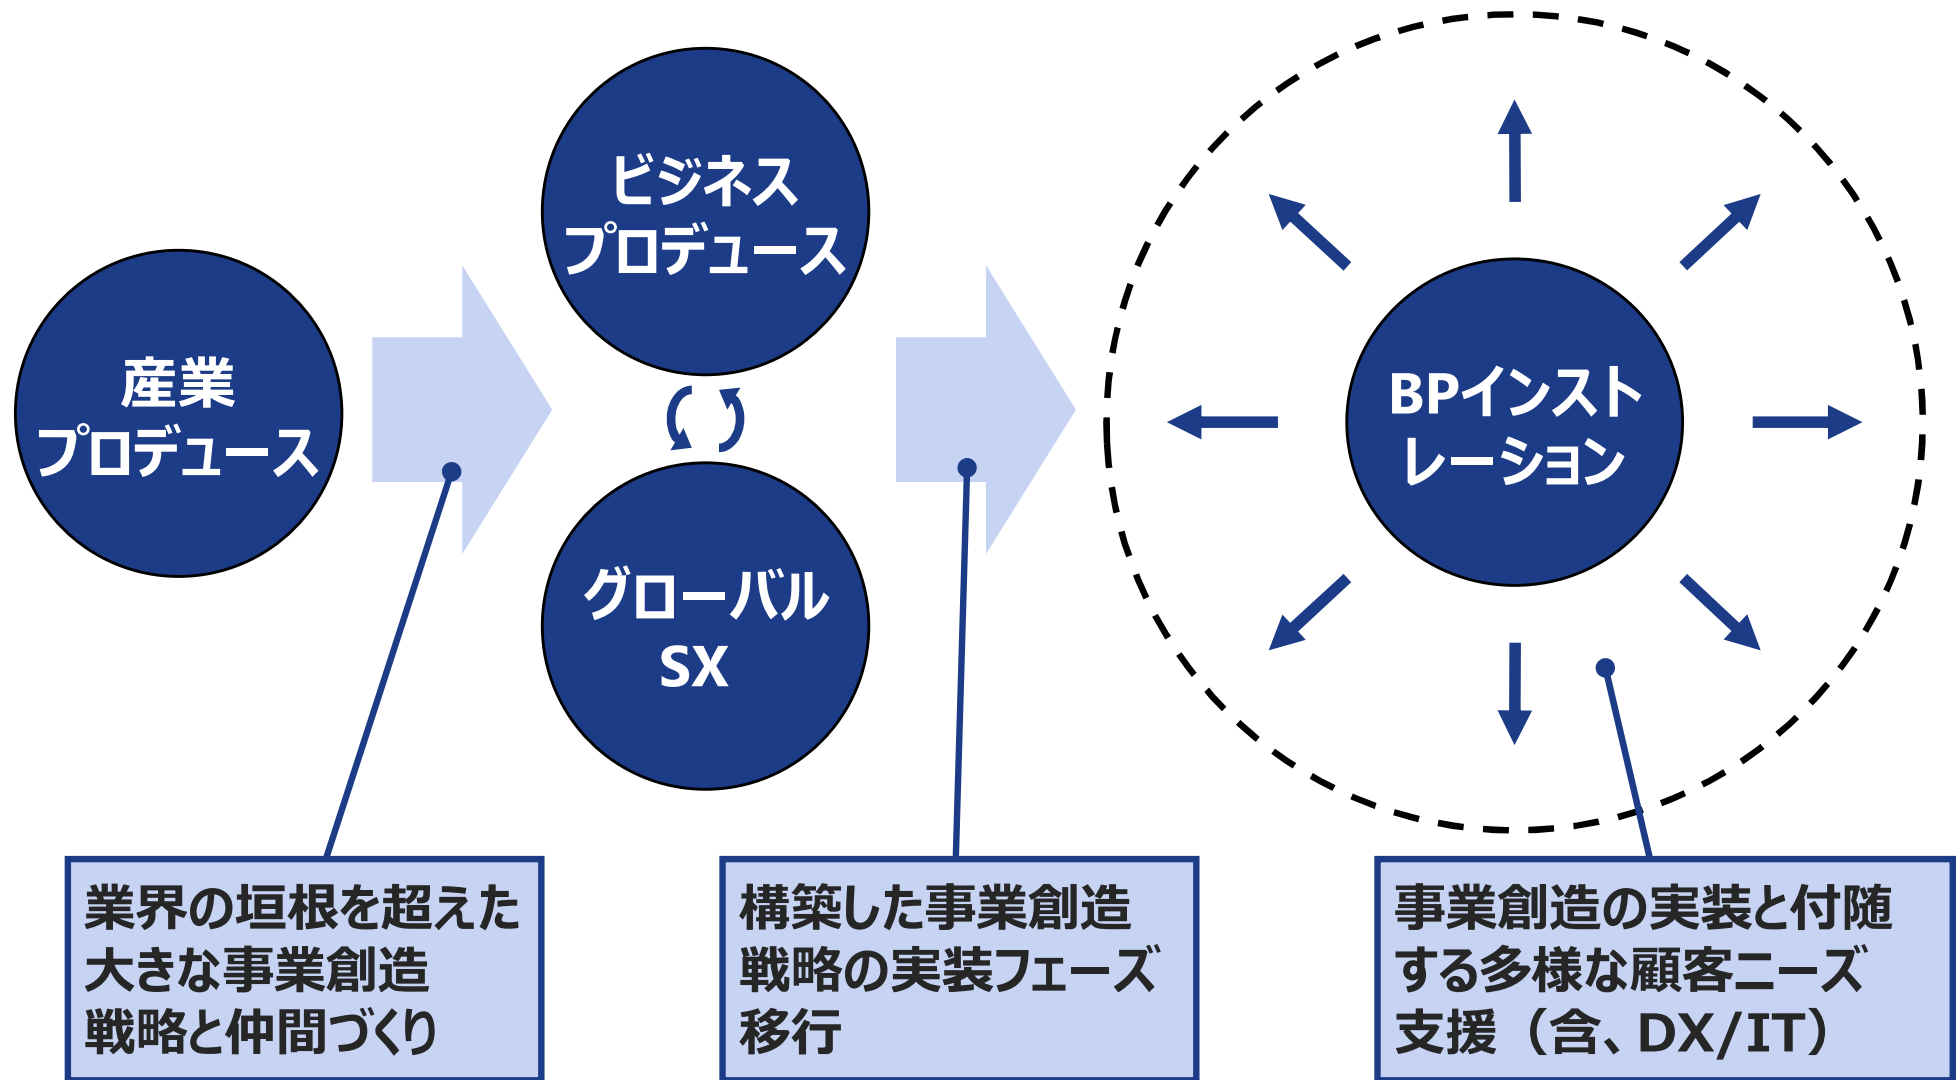 産業
プロデュース
ビジネス
プロデュース
グローバル
SX
BPインスト
レーション
業界の垣根を超えた
大きな事業創造
戦略と仲間づくり
構築した事業創造
戦略の実装フェーズ
移行
事業創造の実装と付随
する多様な顧客ニーズ
支援（含、DX/IT）